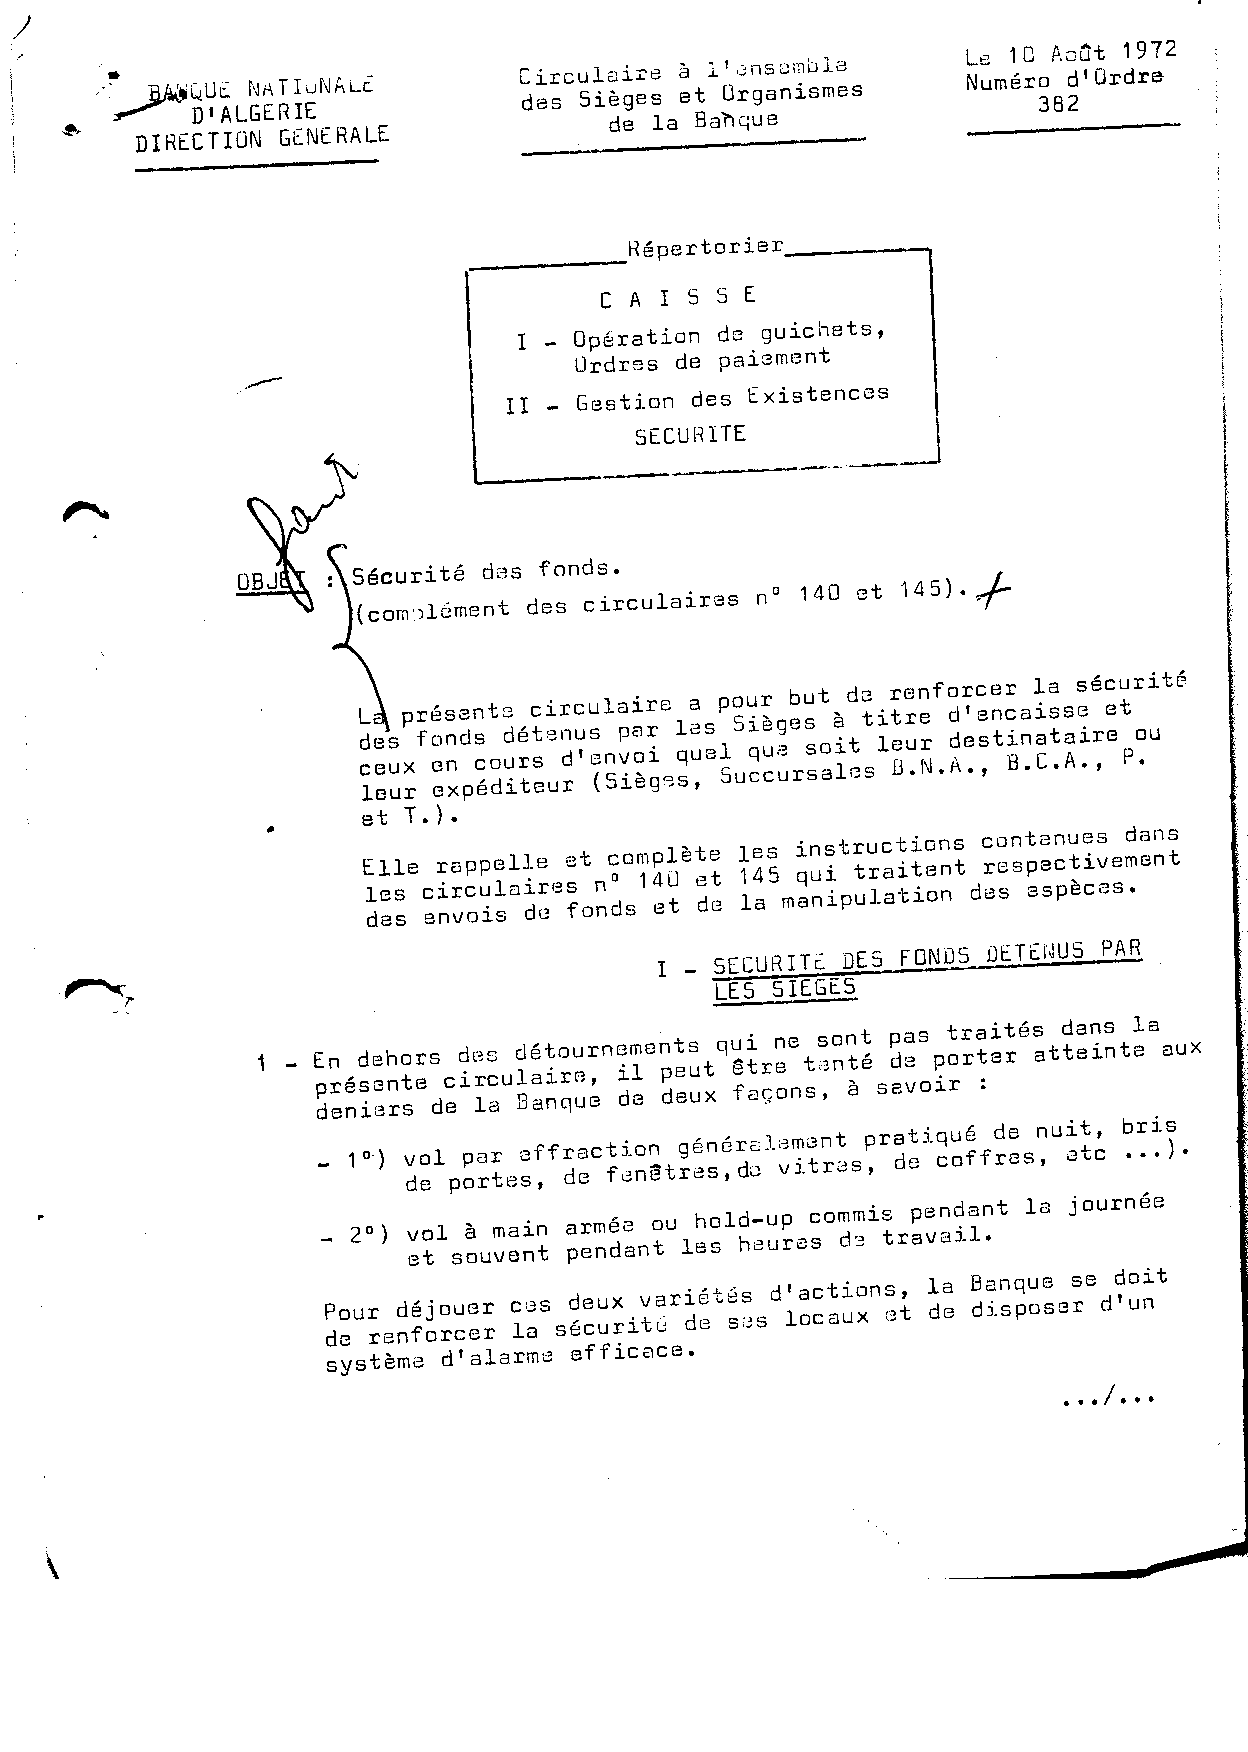 BANQUE NATIONALE
D'ALGERIE
DIRECTION GENERALE
Circulaire à l'ensemble
des Sièges et Organismes
de la Banque
Le 10 Août 1972
Numéro d'Ordre
382
Répertorier
C A I S S E
I - Opération de guichets,
Ordres de paiement
II - Gestion des Existences
SECURITE
OBJET : Sécurité des fonds.
(complément des circulaires n° 140 et 145).
La présente circulaire a pour but de renforcer la sécurité
des fonds détenus par les Sièges à titre d'encaisse et
ceux en cours d'envoi quel que soit leur destinataire ou
leur expéditeur (Sièges, Succursales B.N.A., B.C.A., P.
et T.).
Elle rappelle et complète les instructions contenues dans
les circulaires n° 140 et 145 qui traitent respectivement
des envois de fonds et de la manipulation des espèces.
I - SECURITE DES FONDS DETENUS PAR
LES SIEGES
1 - En dehors des détournements qui ne sont pas traités dans la
présente circulaire, il peut être tenté de porter atteinte aux
deniers de la Banque de deux façons, à savoir :
- 1°) vol par effraction généralement pratiqué de nuit, bris
de portes, de fenêtres, de vitres, de coffres, etc ...).
- 2°) vol à main armée ou hold-up commis pendant la journée
et souvent pendant les heures de travail.
Pour déjouer ces deux variétés d'actions, la Banque se doit
de renforcer la sécurité de ses locaux et de disposer d'un
système d'alarme efficace.
.../...